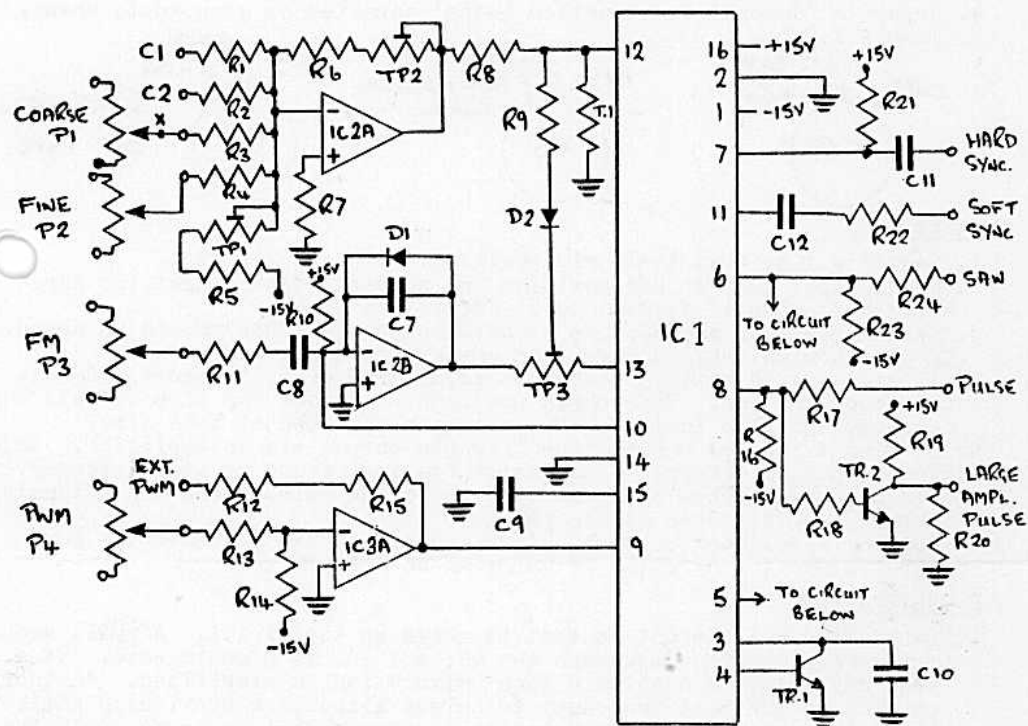 C1
R1
R6
TP2
R8
12
16
+15V
2
1
-15V
+15V
R21
C2
R2
COARSE
P1
x
R3
IC2A
R9
T.1
7
HARD
SYNC.
C11
R4
FINE
P2
R7
TP1
R5
-15V
D1
D2
11
C12
R22
SOFT
SYNC
+15V
R10
C7
6
R24
SAW
TO CIRCUIT
BELOW
R23
-15V
IC1
FM
P3
R11
C8
IC2B
TP3
13
8
R17
PULSE
+15V
R19
R
16
-15V
10
14
TR.2
LARGE
AMPL.
PULSE
R18
R20
EXT.
PWM
R12
R15
C9
15
PWM
P4
R13
IC3A
9
R14
-15V
5
TO CIRCUIT
BELOW
3
4
TR.1
C10